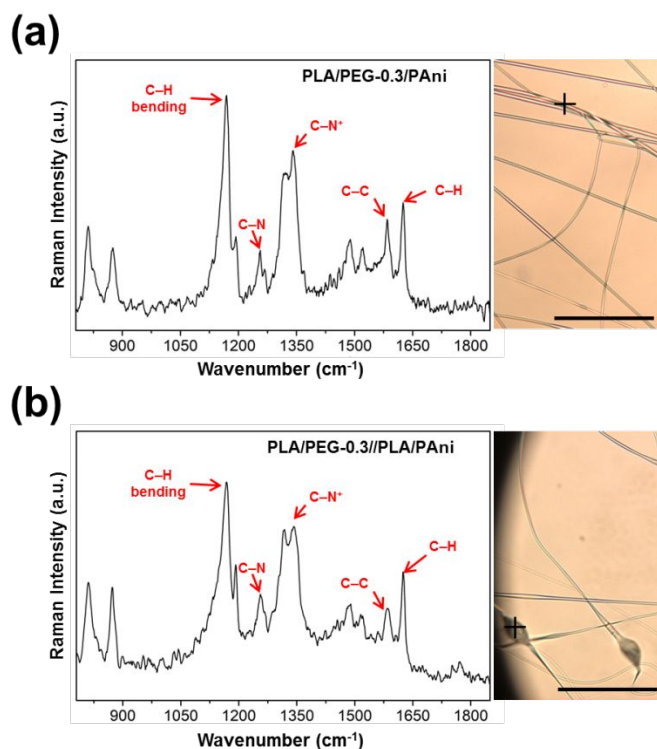 (a)
PLA/PEG-0.3/PAni
C–H
bending
C–N⁺
C–C
C–H
C–N
Raman Intensity (a.u.)
900 1050 1200 1350 1500 1650 1800
Wavenumber (cm⁻¹)
(b)
PLA/PEG-0.3//PLA/PAni
C–H
bending
C–N⁺
C–H
C–N
C–C
Raman Intensity (a.u.)
900 1050 1200 1350 1500 1650 1800
Wavenumber (cm⁻¹)